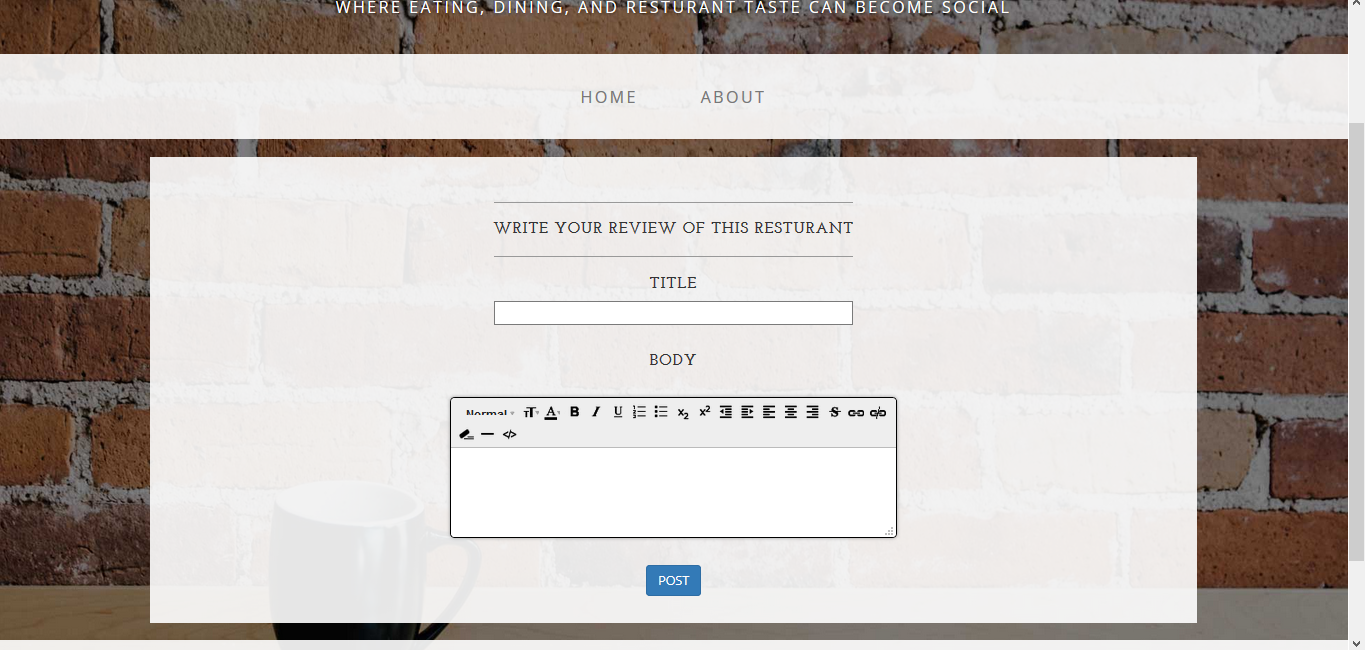 WHERE EATING, DINING, AND RESTURANT TASTE CAN BECOME SOCIAL
HOME ABOUT
WRITE YOUR REVIEW OF THIS RESTURANT
TITLE
BODY
Normal
POST